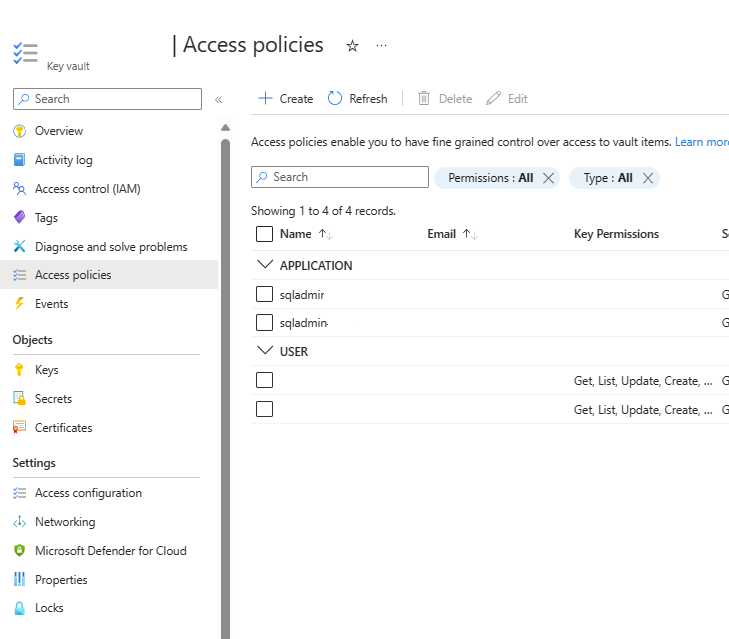 | Access policies
Key vault
Search
Overview
Activity log
Access control (IAM)
Tags
Diagnose and solve problems
Access policies
Events
Objects
Keys
Secrets
Certificates
Settings
Access configuration
Networking
Microsoft Defender for Cloud
Properties
Locks
Create Refresh Delete Edit
Access policies enable you to have fine grained control over access to vault items. Learn more
Search Permissions : All Type : All
Showing 1 to 4 of 4 records.
Name Email Key Permissions
APPLICATION
sqladmin G
sqladmin G
USER
Get, List, Update, Create, ... G
Get, List, Update, Create, ... G